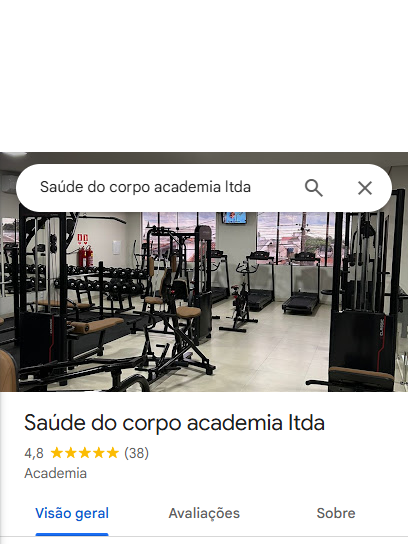 Saúde do corpo academia ltda
Saúde do corpo academia ltda
4,8 (38)
Academia
Visão geral Avaliações Sobre